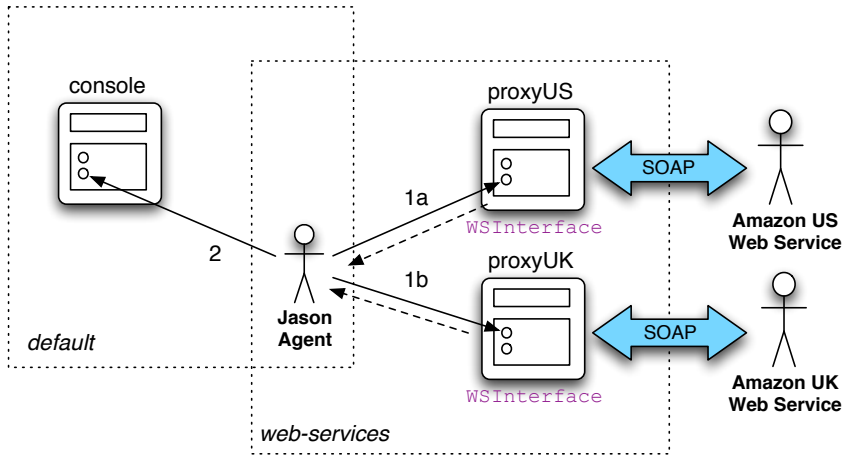 console
proxyUS
SOAP
1a
Amazon US
Web Service
WSInterface
2
proxyUK
1b
Jason
Agent
SOAP
default
Amazon UK
Web Service
WSInterface
web-services